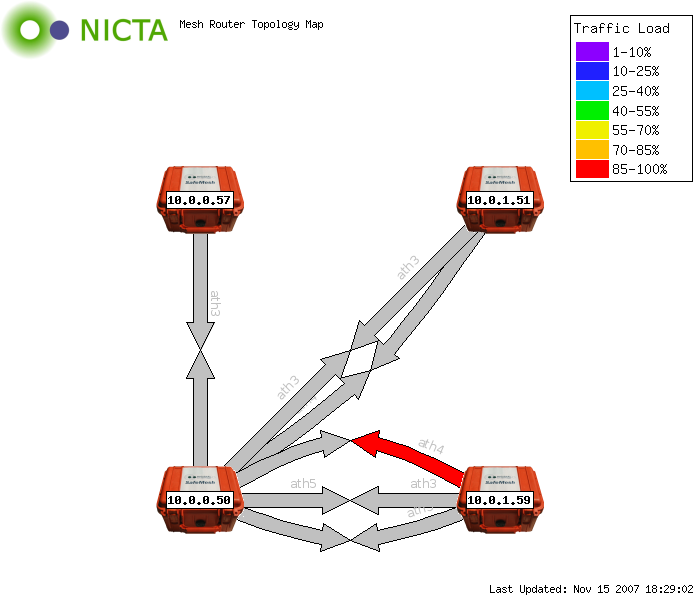 NICTA
Mesh Router Topology Map
Traffic Load
1-10%
10-25%
25-40%
40-55%
55-70%
70-85%
85-100%
SafeMesh
10.0.0.57
SafeMesh
10.0.1.51
ath3
ath3
ath3
ath4
SafeMesh
10.0.0.50
ath5
ath3
SafeMesh
10.0.1.59
Last Updated: Nov 15 2007 18:29:02